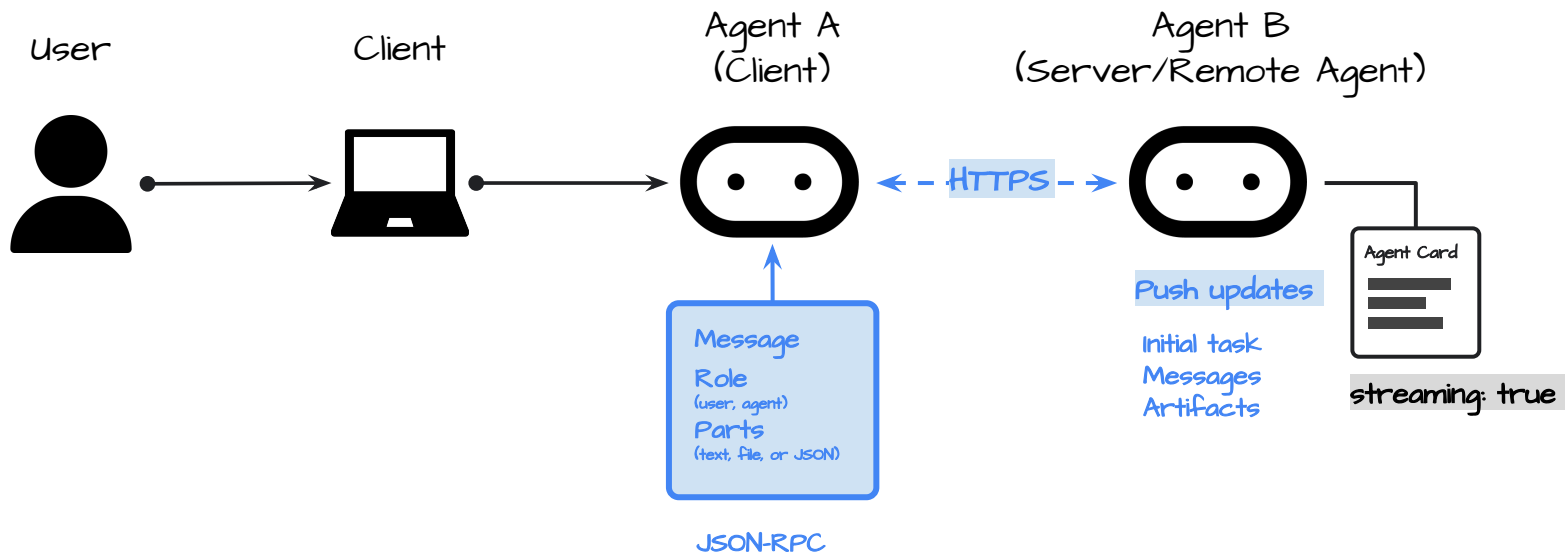 User
Client
Agent A
(Client)
Agent B
(Server/Remote Agent)
HTTPS
Agent Card
Push updates
Initial task
Messages
Artifacts
streaming: true
Message
Role
(user, agent)
Parts
(text, file, or JSON)
JSON-RPC